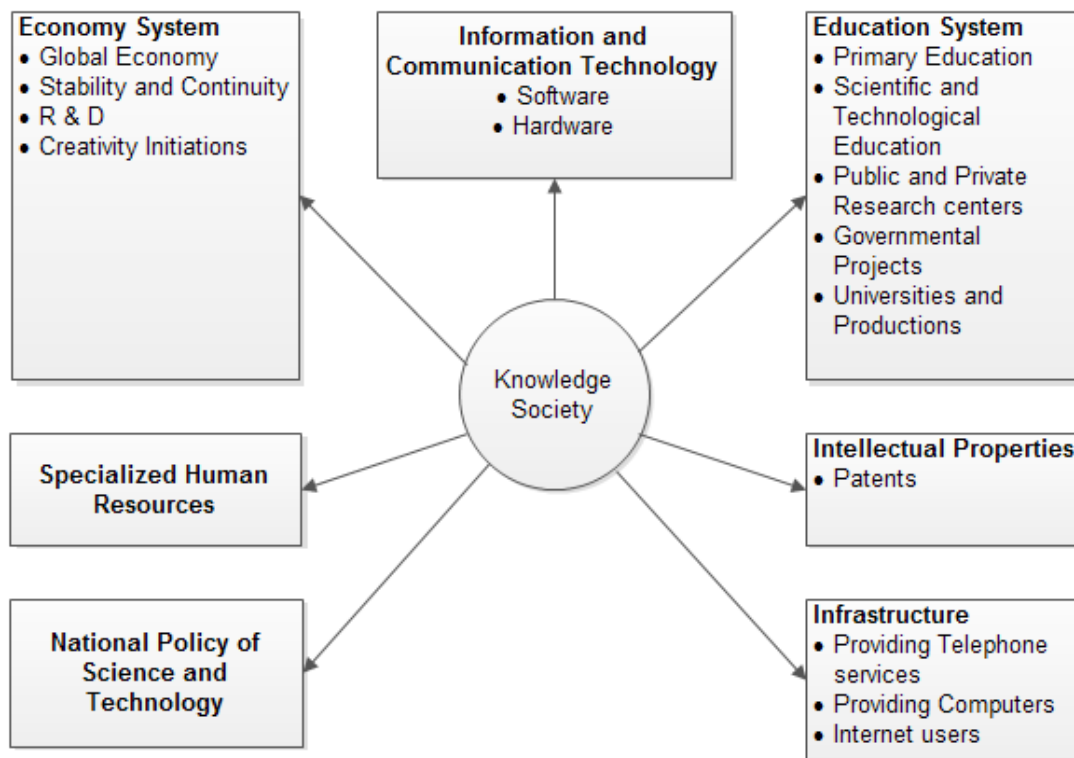 Economy System
• Global Economy
• Stability and Continuity
• R & D
• Creativity Initiations
Information and
Communication Technology
• Software
• Hardware
Education System
• Primary Education
• Scientific and
Technological
Education
• Public and Private
Research centers
• Governmental
Projects
• Universities and
Productions
Knowledge
Society
Specialized Human
Resources
Intellectual Properties
• Patents
National Policy of
Science and
Technology
Infrastructure
• Providing Telephone
services
• Providing Computers
• Internet users